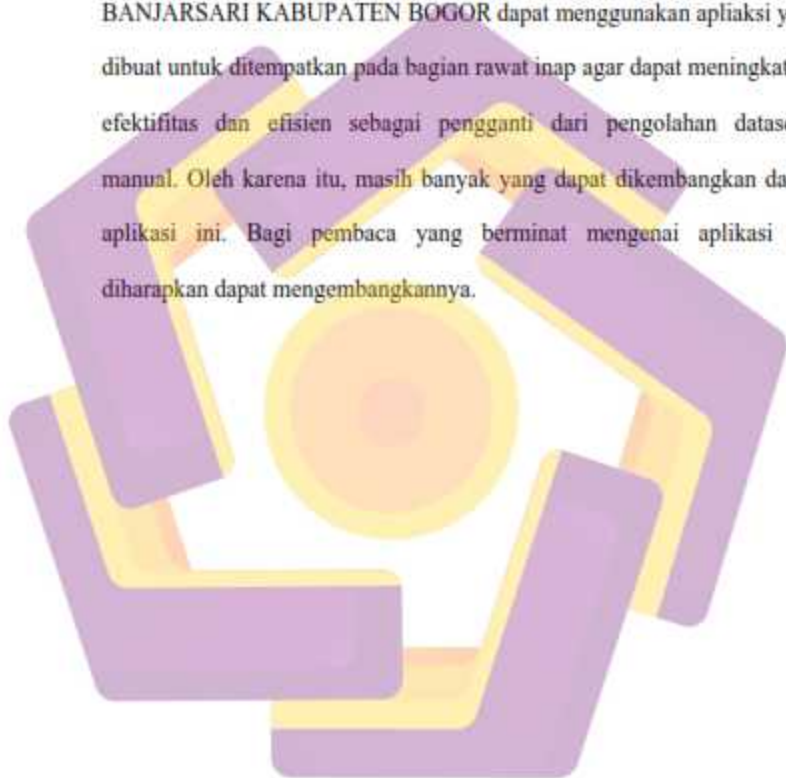 BANJARSARI KABUPATEN BOGOR dapat menggunakan apliaksi
dibuat untuk ditempatkan pada bagian rawat inap agar dapat
efektifitas dan efisien sebagai pengganti dari pengolahan
manual. Oleh karena itu, masih banyak yang dapat dikembangkan
aplikasi ini. Bagi pembaca yang berminat mengenai aplikasi
diharapkan dapat mengembangkannya.